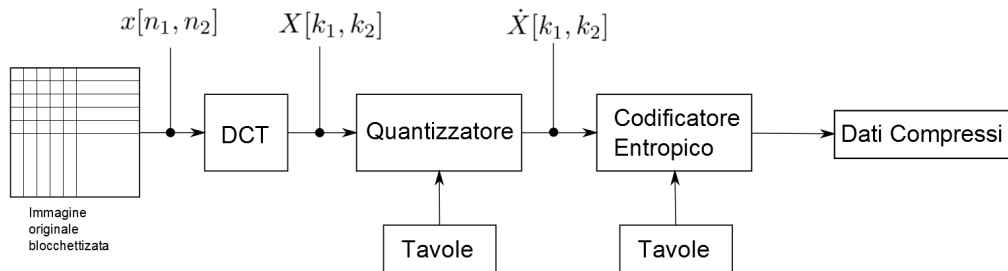 x[n₁, n₂]
X[k₁, k₂]
Ẋ[k₁, k₂]
DCT
Quantizzatore
Codificatore
Entropico
Dati Compressi
Immagine
originale
blocchettizata
Tavole
Tavole